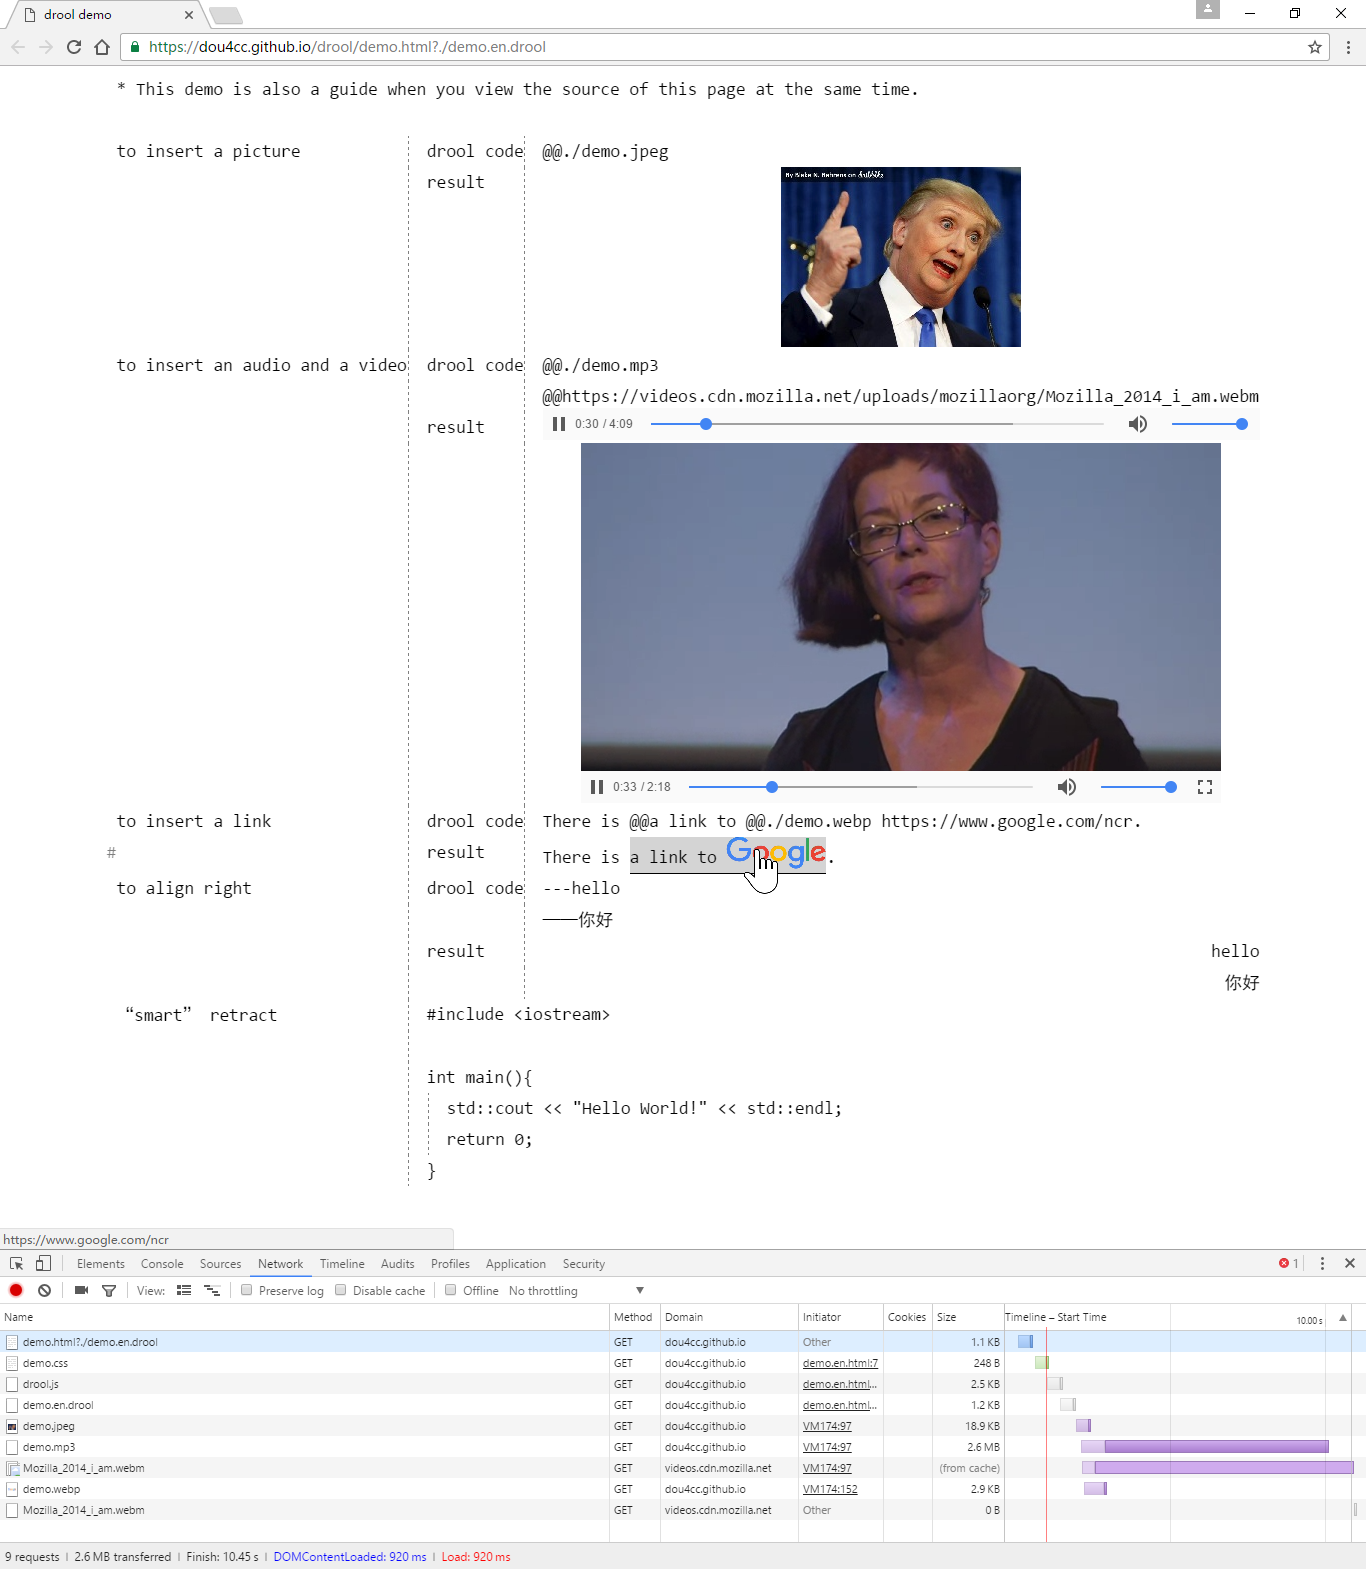 drool demo
https://dou4cc.github.io/drool/demo.html?./demo.en.drool
* This demo is also a guide when you view the source of this page at the same time.
to insert a picture drool code @@./demo.jpeg
result
By Blake N. Behrens on dribbble
to insert an audio and a video drool code @@./demo.mp3
@@https://videos.cdn.mozilla.net/uploads/mozillaorg/Mozilla_2014_i_am.webm
result 0:30 / 4:09
0:33 / 2:18
to insert a link drool code There is @@a link to @@./demo.webp https://www.google.com/ncr.
# result There is a link to Google.
to align right drool code ---hello
——你好
result hello
你好
“smart” retract #include <iostream>
int main(){
std::cout << "Hello World!" << std::endl;
return 0;
}
https://www.google.com/ncr
Elements Console Sources Network Timeline Audits Profiles Application Security 1
View: Preserve log Disable cache Offline No throttling
Name Method Domain Initiator Cookies Size Timeline – Start Time 10.00 s
demo.html?./demo.en.drool GET dou4cc.github.io Other 1.1 KB
demo.css GET dou4cc.github.io demo.en.html:7 248 B
drool.js GET dou4cc.github.io demo.en.html... 2.5 KB
demo.en.drool GET dou4cc.github.io demo.en.html... 1.2 KB
demo.jpeg GET dou4cc.github.io VM174:97 18.9 KB
demo.mp3 GET dou4cc.github.io VM174:97 2.6 MB
Mozilla_2014_i_am.webm GET videos.cdn.mozilla.net VM174:97 (from cache)
demo.webp GET dou4cc.github.io VM174:152 2.9 KB
Mozilla_2014_i_am.webm GET videos.cdn.mozilla.net Other 0 B
9 requests | 2.6 MB transferred | Finish: 10.45 s | DOMContentLoaded: 920 ms | Load: 920 ms